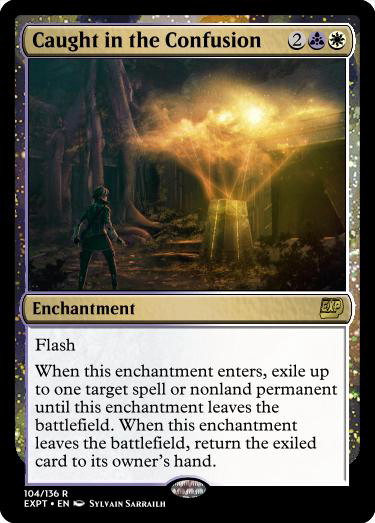 Caught in the Confusion 2
Enchantment EXP
Flash
When this enchantment enters, exile up
to one target spell or nonland permanent
until this enchantment leaves the
battlefield. When this enchantment
leaves the battlefield, return the exiled
card to its owner's hand.
104/136 R
EXPT • EN Sylvain Sarrailh